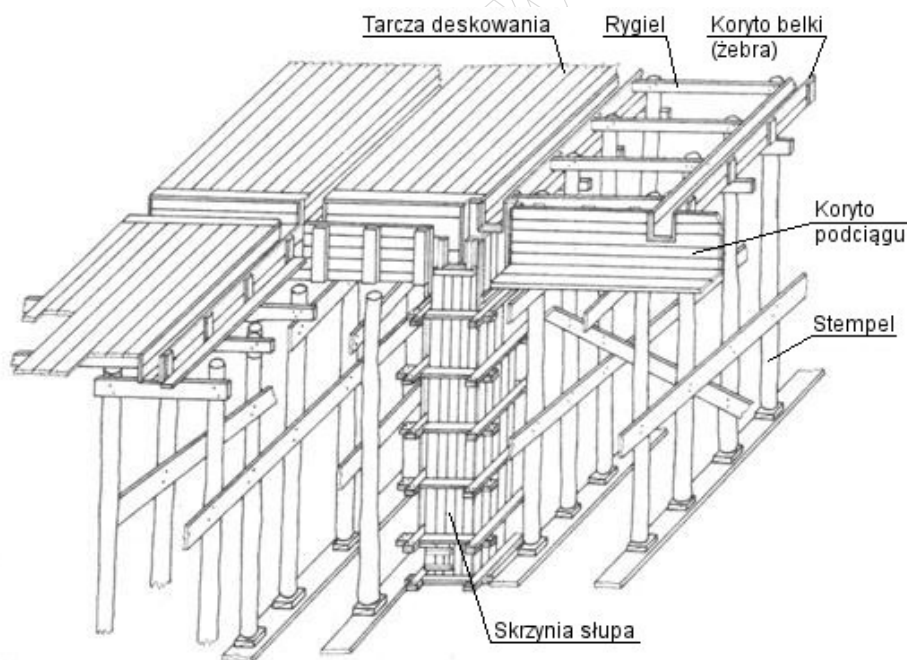 Tarcza deskowania
Rygiel
Koryto belki
(żebra)
Koryto
podciągu
Stempel
Skrzynia słupa